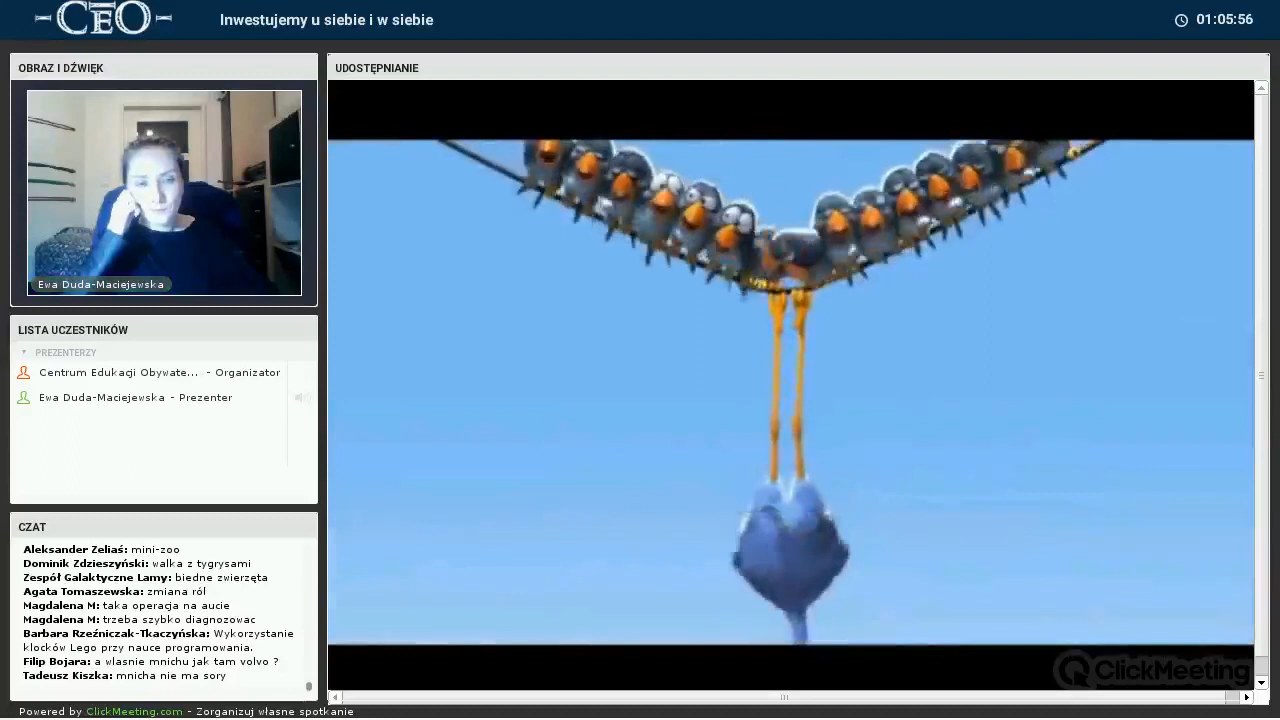 CEO
Inwestujemy u siebie i w siebie
01:05:56
OBRAZ I DŹWIĘK
Ewa Duda-Maciejewska
LISTA UCZESTNIKÓW
PREZENTERZY
Centrum Edukacji Obywate... - Organizator
Ewa Duda-Maciejewska - Prezenter
CZAT
Aleksander Zeliaś: mini-zoo
Dominik Zdzieszyński: walka z tygrysami
Zespół Galaktyczne Lamy: biedne zwierzęta
Agata Tomaszewska: zmiana ról
Magdalena M: taka operacja na aucie
Magdalena M: trzeba szybko diagnozowac
Barbara Rzeźniczak-Tkaczyńska: Wykorzystanie
klocków Lego przy nauce programowania.
Filip Bojara: a wlasnie mnichu jak tam volvo ?
Tadeusz Kiszka: mnicha nie ma sory
UDOSTĘPNIANIE
ClickMeeting
Powered by ClickMeeting.com - Zorganizuj własne spotkanie